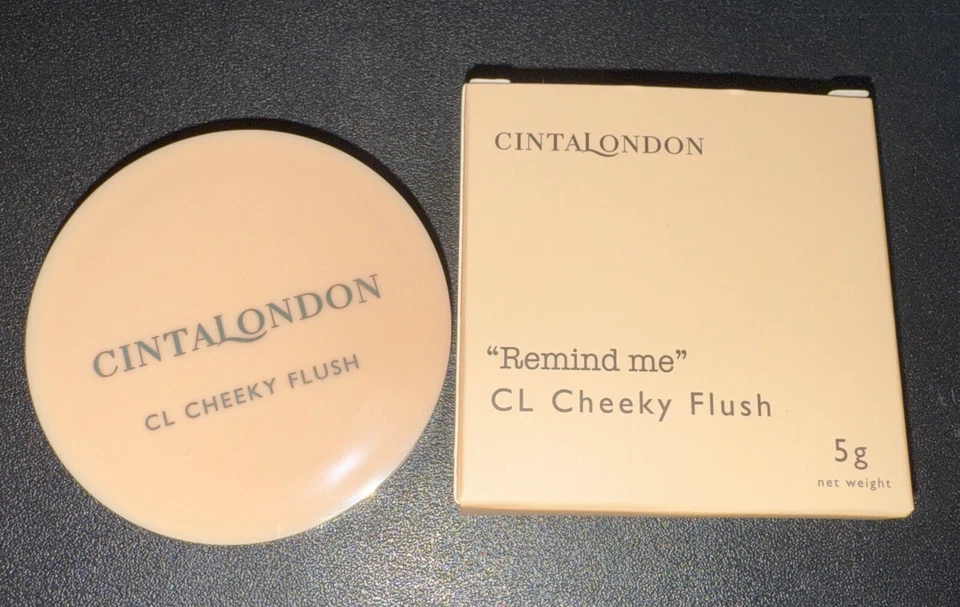 CINTALONDON
CL CHEEKY FLUSH
CINTALONDON
“Remind me”
CL Cheeky Flush
5g
net weight